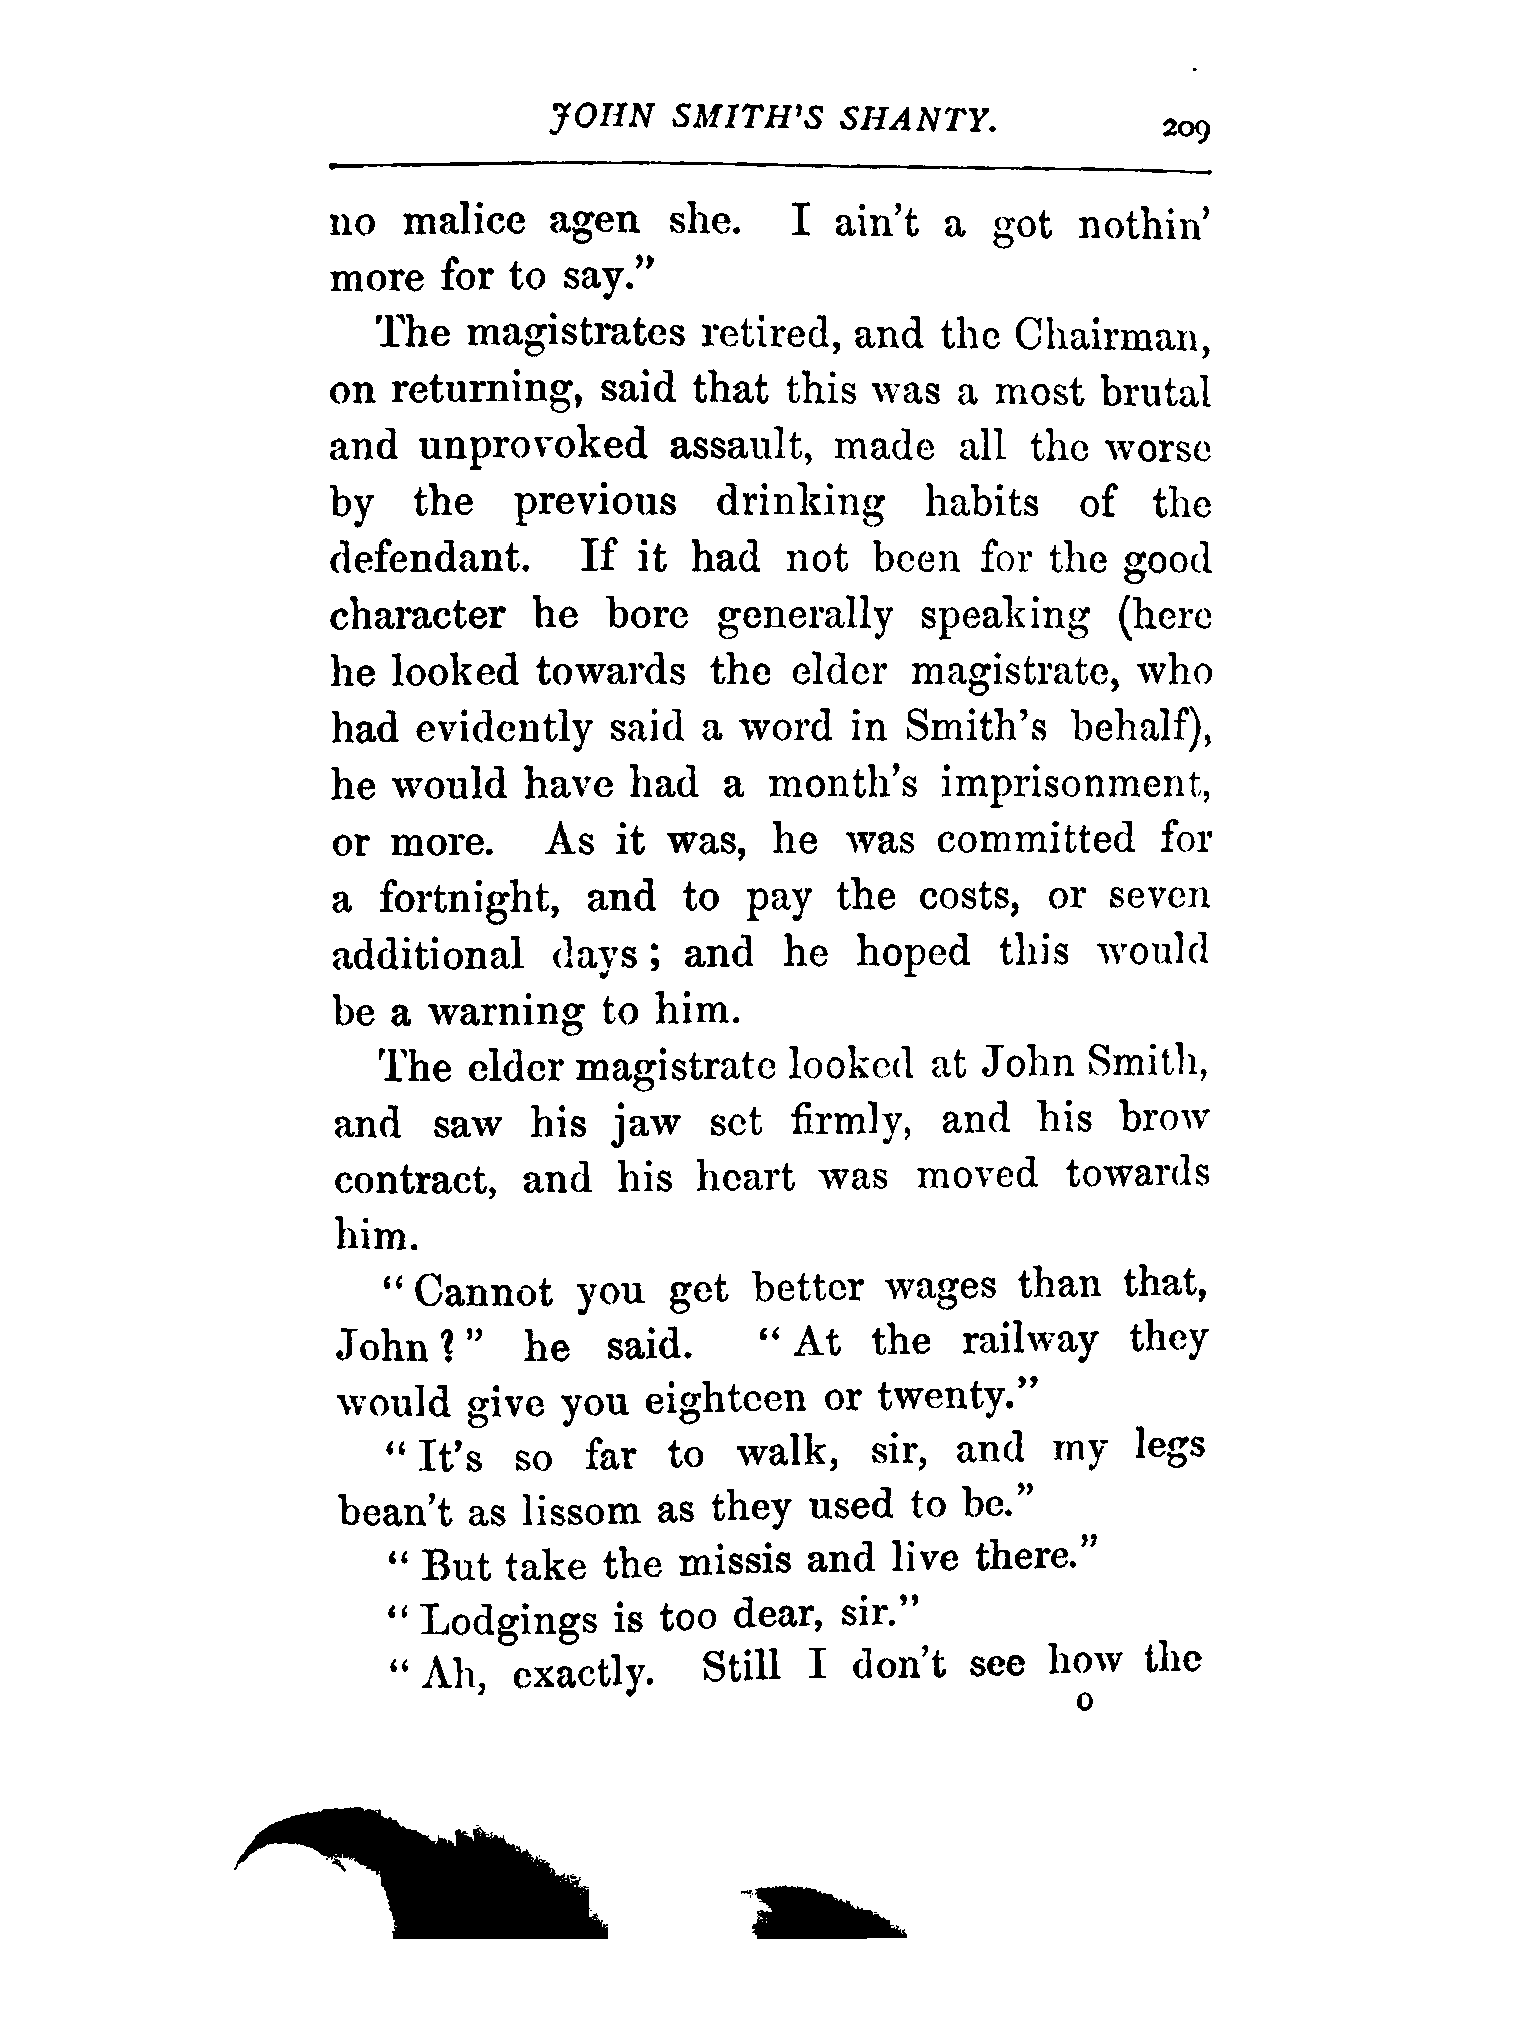 JOHN SMITH'S SHANTY. 209
no malice agen she. I ain't a got nothin'
more for to say."
The magistrates retired, and the Chairman,
on returning, said that this was a most brutal
and unprovoked assault, made all the worse
by the previous drinking habits of the
defendant. If it had not been for the good
character he bore generally speaking (here
he looked towards the elder magistrate, who
had evidently said a word in Smith's behalf),
he would have had a month's imprisonment,
or more. As it was, he was committed for
a fortnight, and to pay the costs, or seven
additional days; and he hoped this would
be a warning to him.
The elder magistrate looked at John Smith,
and saw his jaw set firmly, and his brow
contract, and his heart was moved towards
him.
"Cannot you get better wages than that,
John?" he said. "At the railway they
would give you eighteen or twenty."
"It's so far to walk, sir, and my legs
bean't as lissom as they used to be."
"But take the missis and live there."
"Lodgings is too dear, sir."
"Ah, exactly. Still I don't see how the
O